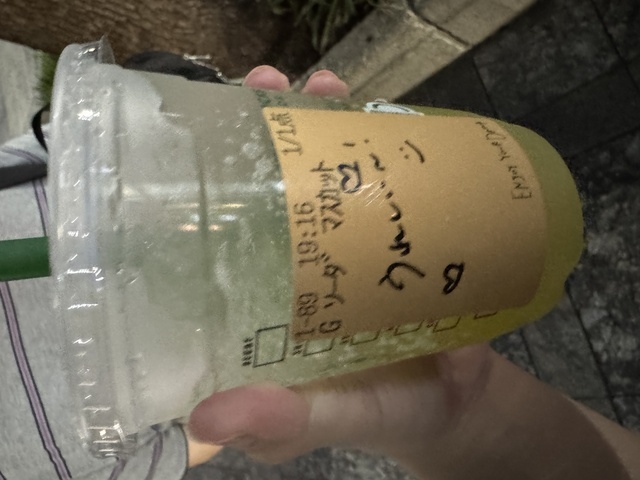 1/1点
1-89 19:16
G ソーダ マスカット
うれしい〜!
Enjoy Your Day♪